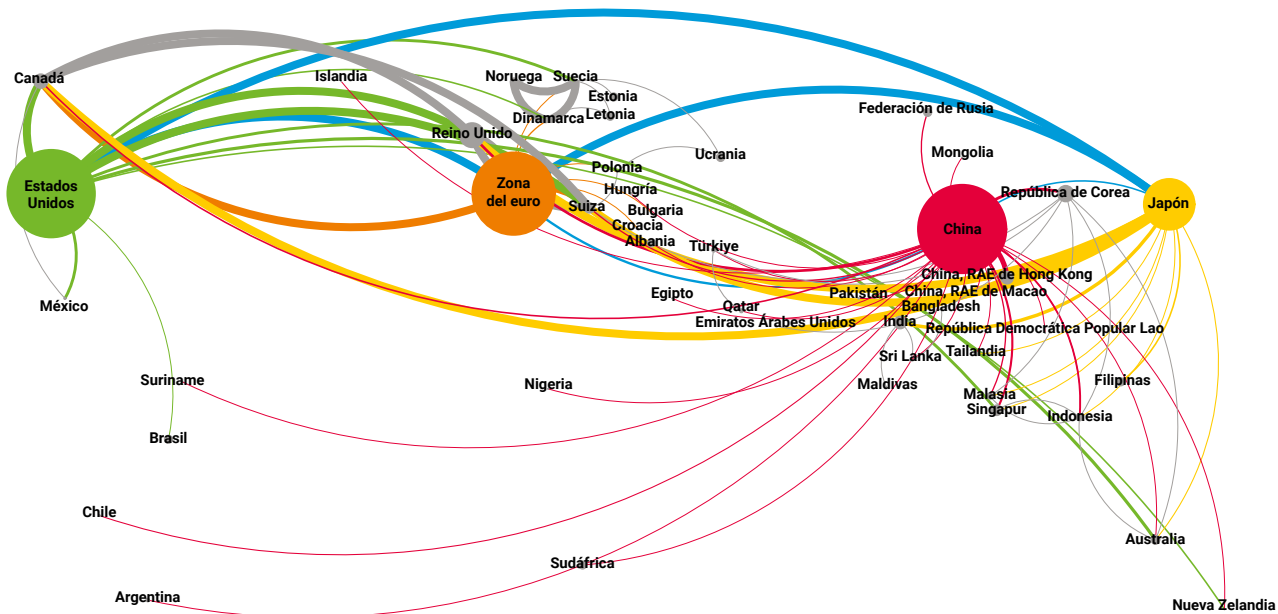 Canadá
Islandia
Noruega
Suecia
Estonia
Letonia
Dinamarca
Reino Unido
Federación de Rusia
Mongolia
Ucrania
Polonia
Estados
Unidos
Zona
del euro
Hungría
Suiza
Bulgaria
Croacia
Albania
Türkiye
República de Corea
Japón
China
China, RAE de Hong Kong
China, RAE de Macao
Pakistán
Bangladesh
Egipto
Qatar
Emiratos Árabes Unidos
India
República Democrática Popular Lao
México
Sri Lanka
Tailandia
Maldivas
Suriname
Nigeria
Filipinas
Malasia
Singapur
Indonesia
Brasil
Chile
Australia
Sudáfrica
Argentina
Nueva Zelandia